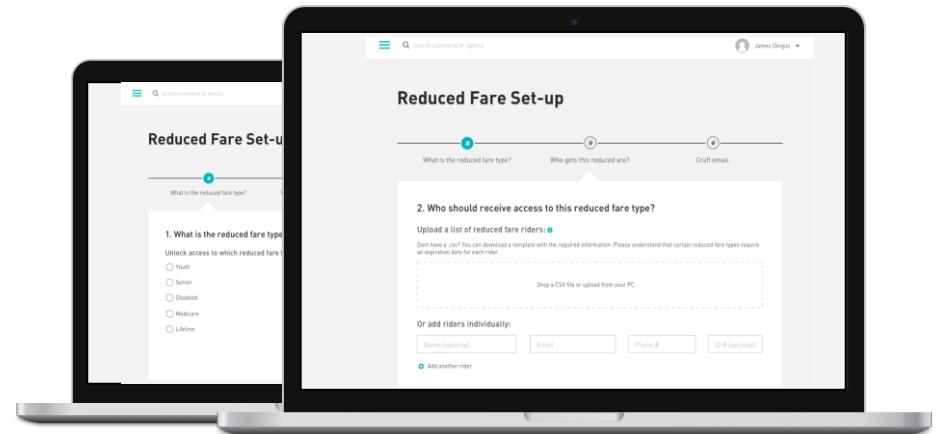 Search username or agency
Reduced Fare Set-u
#
What is the reduced fare type?
1. What is the reduced fare type
Unlock access to which reduced fare
Youth
Senior
Disabled
Medicare
Lifeline
Search username or agency
James Dingus
Reduced Fare Set-up
# # #
What is the reduced fare type? Who gets this reduced are? Craft email.
2. Who should receive access to this reduced fare type?
Upload a list of reduced fare riders:
Dont have a .csv? You can download a template with the required information. Please understand that certain reduced fare types require
an expiration date for each rider.
Drop a CSV file or upload from your PC
Or add riders individually:
Name (optional) Email Phone # ID # (optional)
Add another rider